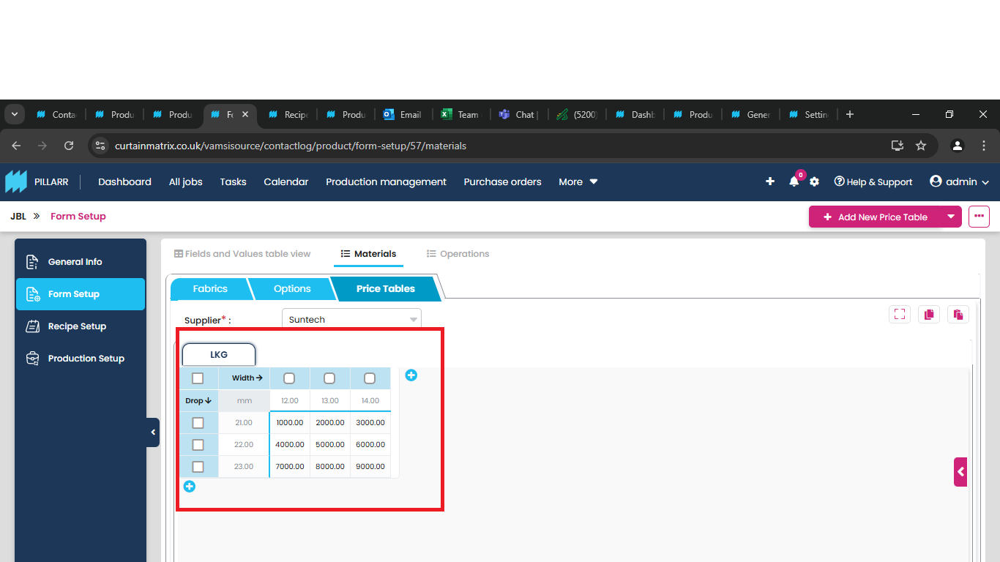 Conta
Produ
Produ
Fo
Recipe
Produ
Email
Team
Chat |
(5200)
Dashb
Produ
Gener
Settin
curtainmatrix.co.uk/vamsisource/contactlog/product/form-setup/57/materials
PILLARR
Dashboard
All jobs
Tasks
Calendar
Production management
Purchase orders
More
0
Help & Support
admin
JBL » Form Setup
+ Add New Price Table
General Info
Form Setup
Recipe Setup
Production Setup
Fields and Values table view
Materials
Operations
Fabrics
Options
Price Tables
Supplier* :
Suntech
LKG
Width →
Drop ↓ mm 12.00 13.00 14.00
21.00 1000.00 2000.00 3000.00
22.00 4000.00 5000.00 6000.00
23.00 7000.00 8000.00 9000.00